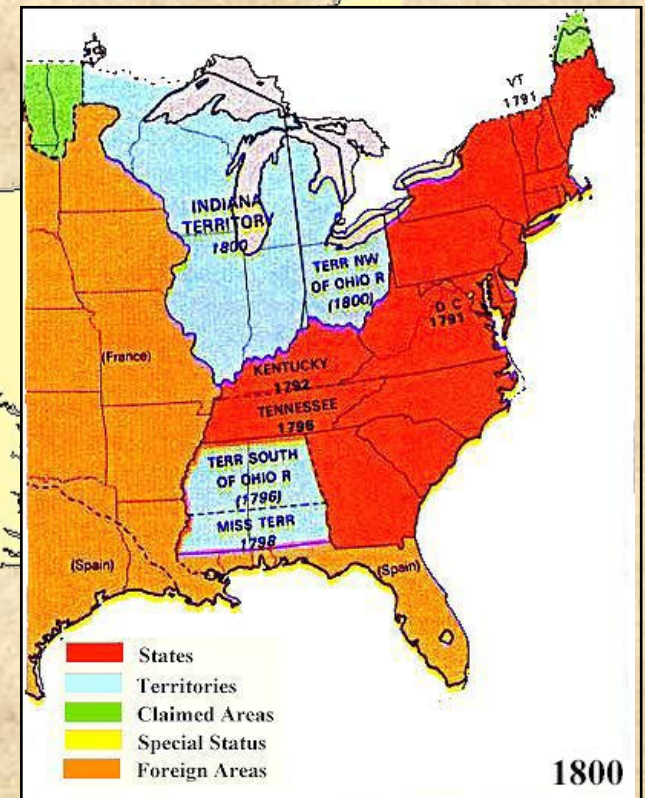 VT
1791
INDIANA
TERRITORY
1800
TERR NW
OF OHIO R
(1800)
D C
1791
(France)
KENTUCKY
1792
TENNESSEE
1796
TERR SOUTH
OF OHIO R
(1796)
MISS TERR
1798
(Spain)
(Spain)
States
Territories
Claimed Areas
Special Status
Foreign Areas
1800